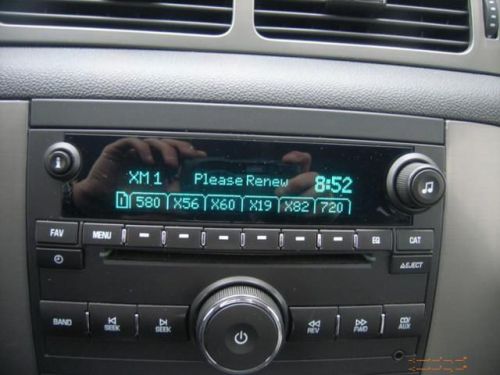 XM 1 Please Renew 8:52
1 580 X56 X60 X19 X82 720
FAV MENU EQ CAT
EJECT
BAND SEEK SEEK REV FWD CD/AUX